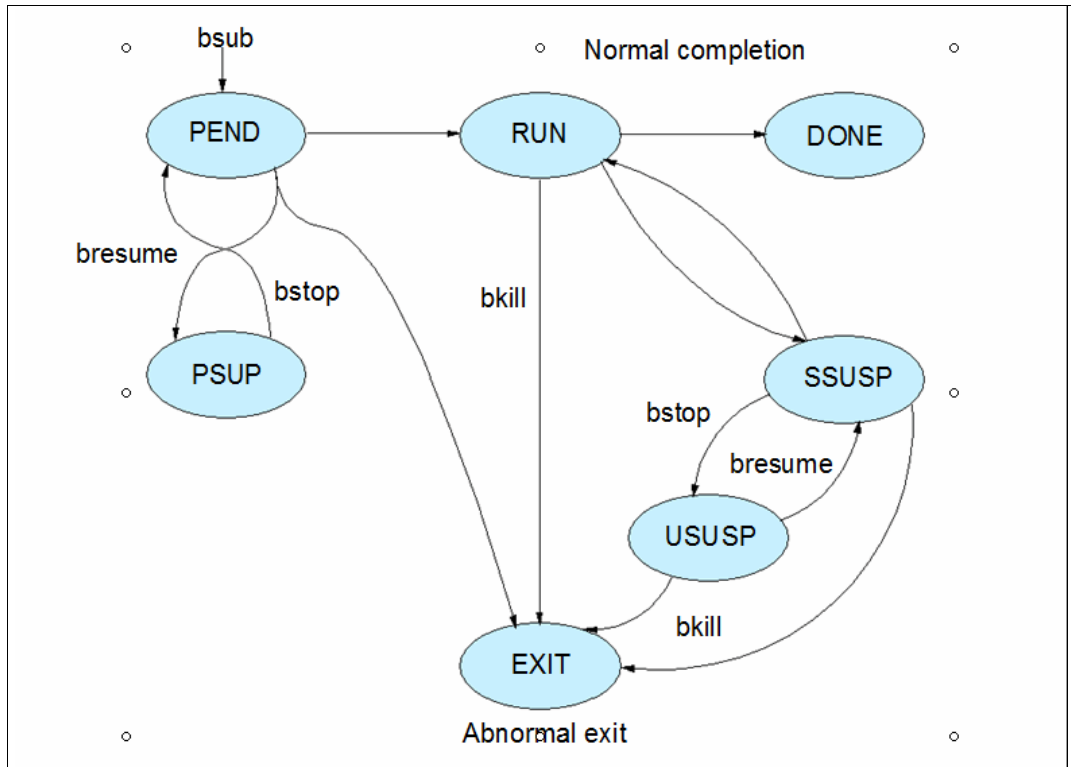 bsub
Normal completion
PEND
RUN
DONE
bresume
bstop
bkill
PSUP
SSUSP
bstop
bresume
USUSP
bkill
EXIT
Abnormal exit